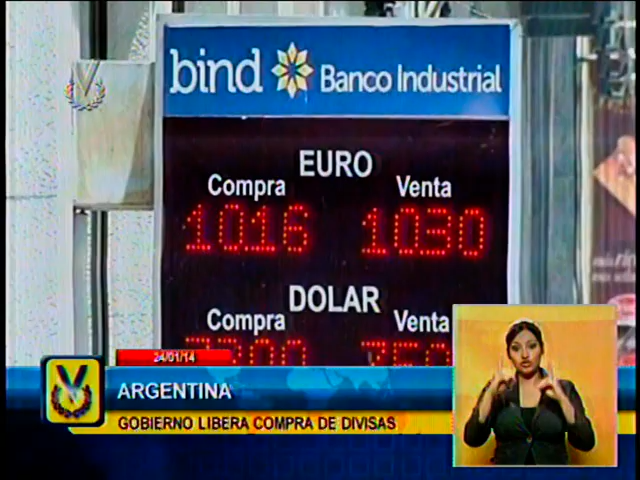 bind Banco Industrial
EURO
Compra Venta
1016 1030
DOLAR
Compra Venta
24/01/14
ARGENTINA
GOBIERNO LIBERA COMPRA DE DIVISAS